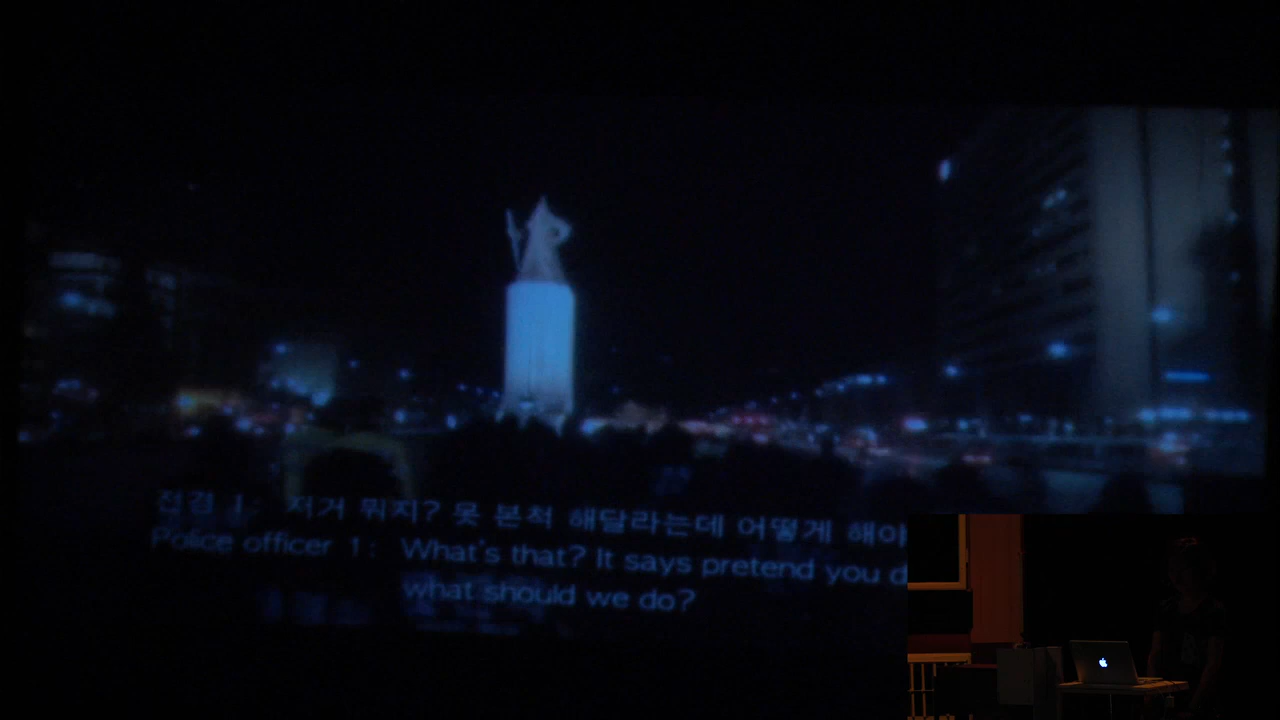 전경 1: 저거 뭐지? 못 본척 해달라는데 어떻게 해야
Police officer 1: What's that? It says pretend you d
what should we do?